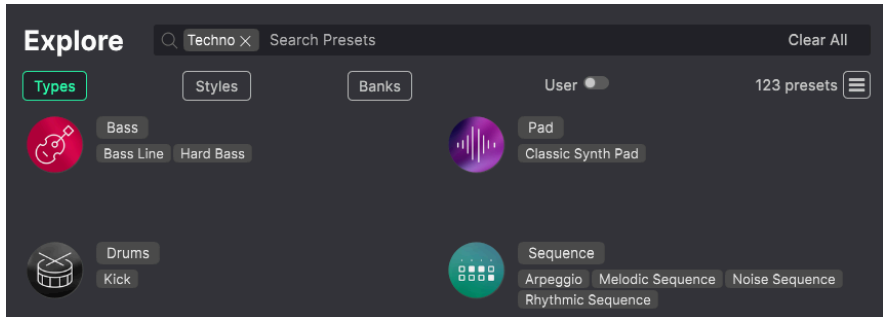 Explore Techno Search Presets Clear All
Types Styles Banks User 123 presets
Bass
Bass Line Hard Bass
Pad
Classic Synth Pad
Drums
Kick
Sequence
Arpeggio Melodic Sequence Noise Sequence
Rhythmic Sequence